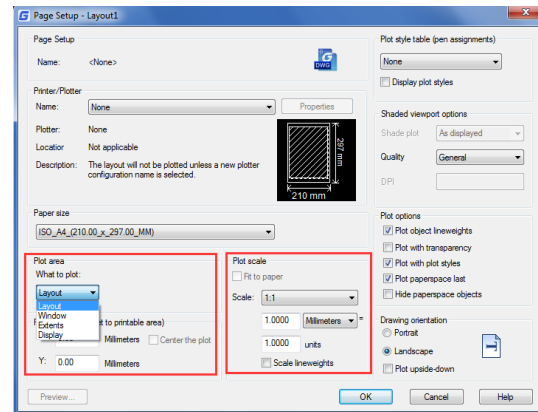 Page Setup - Layout1
Page Setup
Name: <None>
DWG
Printer/Plotter
Name: None
Properties
Plotter: None
Locatior Not applicable
Description: The layout will not be plotted unless a new plotter
configuration name is selected.
297 mm
210 mm
Paper size
ISO_A4_(210.00_x_297.00_MM)
Plot area
What to plot:
Layout
Layout
Window
Extents
Display
et to printable area)
Millimeters Center the plot
Y: 0.00 Millimeters
Plot scale
Fit to paper
Scale: 1:1
1.0000 Millimeters =
1.0000 units
Scale lineweights
Plot style table (pen assignments)
None
Display plot styles
Shaded viewport options
Shade plot As displayed
Quality General
DPI
Plot options
Plot object lineweights
Plot with transparency
Plot with plot styles
Plot paperspace last
Hide paperspace objects
Drawing orientation
Portrait
Landscape
Plot upside-down
Preview...
OK
Cancel
Help